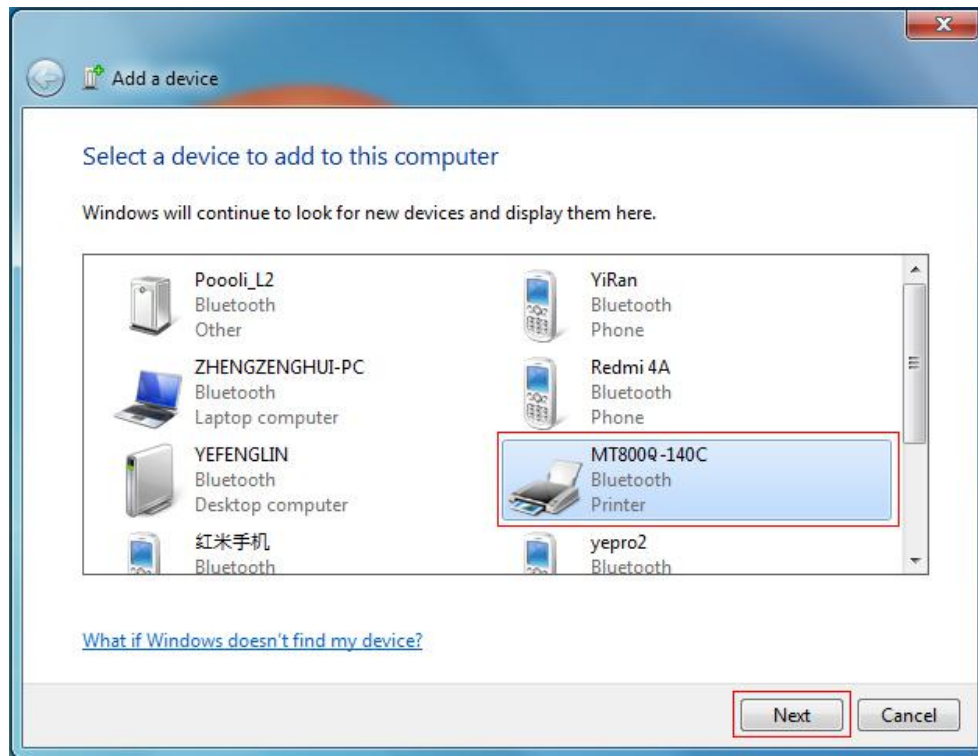 Add a device
Select a device to add to this computer
Windows will continue to look for new devices and display them here.
Poooli_L2
Bluetooth
Other
YiRan
Bluetooth
Phone
ZHENGZENGHUI-PC
Bluetooth
Laptop computer
Redmi 4A
Bluetooth
Phone
YEFENGLIN
Bluetooth
Desktop computer
MT800Q-140C
Bluetooth
Printer
红米手机
Bluetooth
yepro2
Bluetooth
What if Windows doesn't find my device?
Next
Cancel